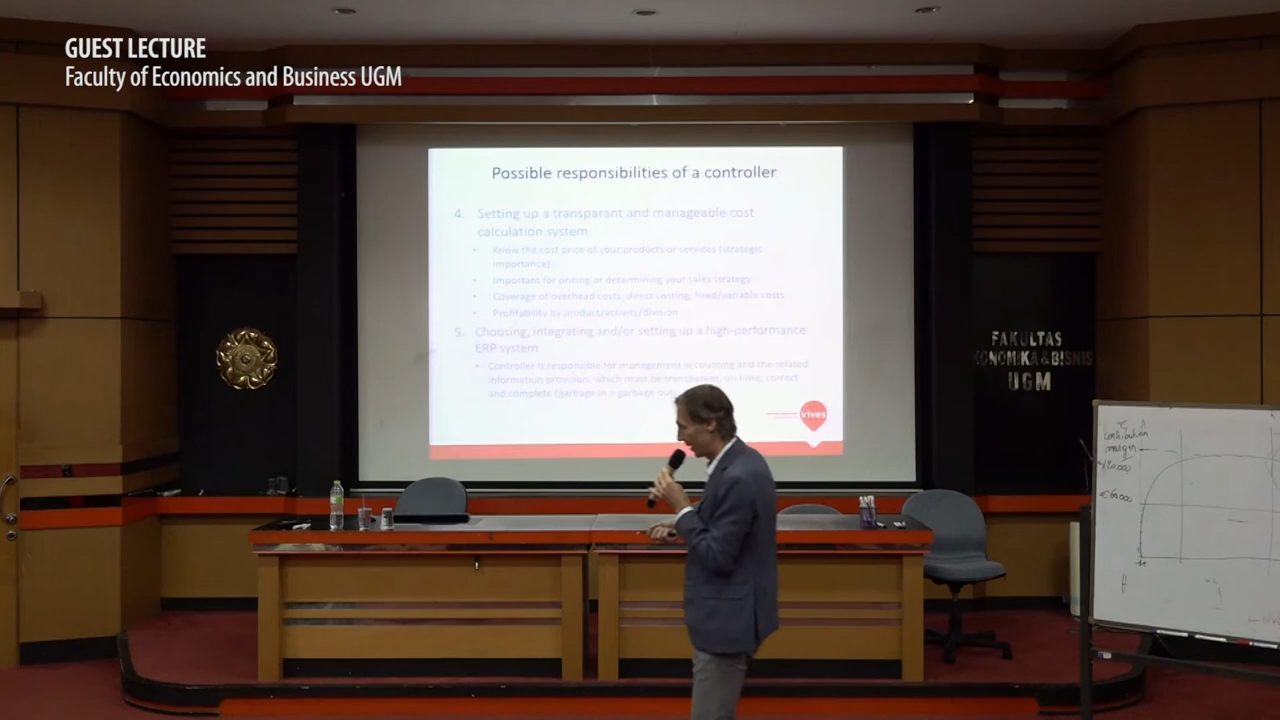 GUEST LECTURE
Faculty of Economics and Business UGM
Possible responsibilities of a controller
4. Setting up a transparant and manageable cost
calculation system
• Know the cost price of your products or services (strategic
importance)
• Important for pricing or determining your sales strategy
• Coverage of overhead costs, direct costing, fixed/variable costs
• Profitability by product/activity/division
5. Choosing, integrating and/or setting up a high-performance
ERP system
• Controller is responsible for management accounting and the related
information provision, which must be transparent, on time, correct
and complete (garbage in = garbage out)
vives
FAKULTAS
KONOMIKA & BISNIS
UGM
contribution
margin